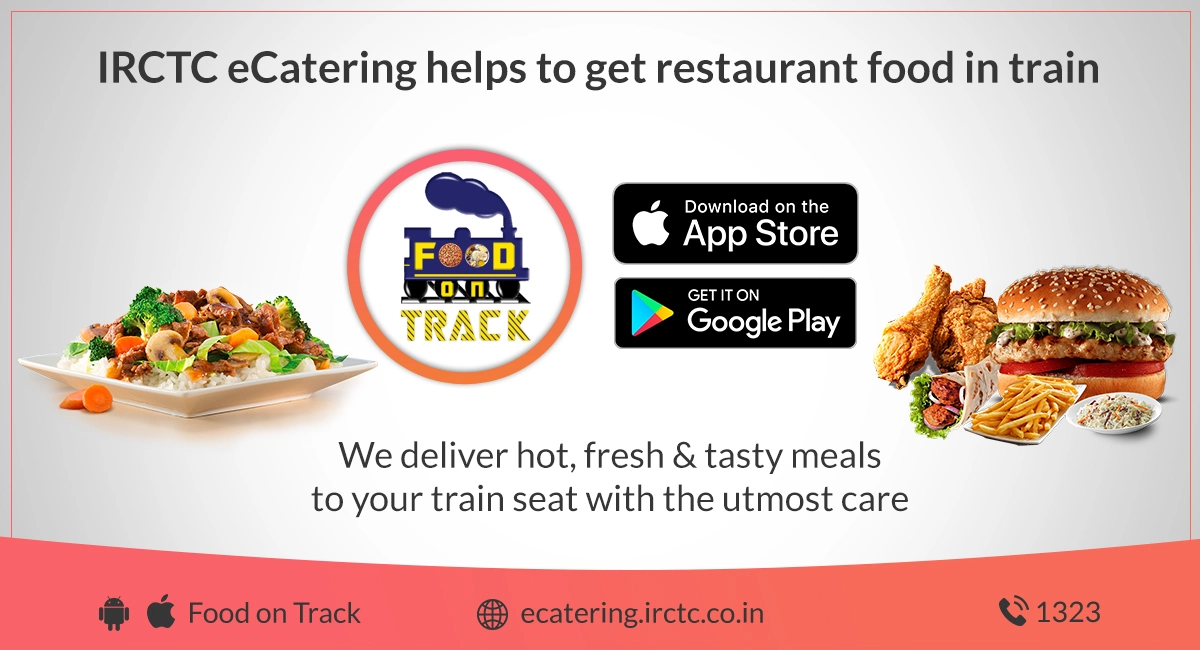 IRCTC eCatering helps to get restaurant food in train
FOOD
on
TRACK
Download on the
App Store
GET IT ON
Google Play
We deliver hot, fresh & tasty meals
to your train seat with the utmost care
Food on Track
ecatering.irctc.co.in
1323